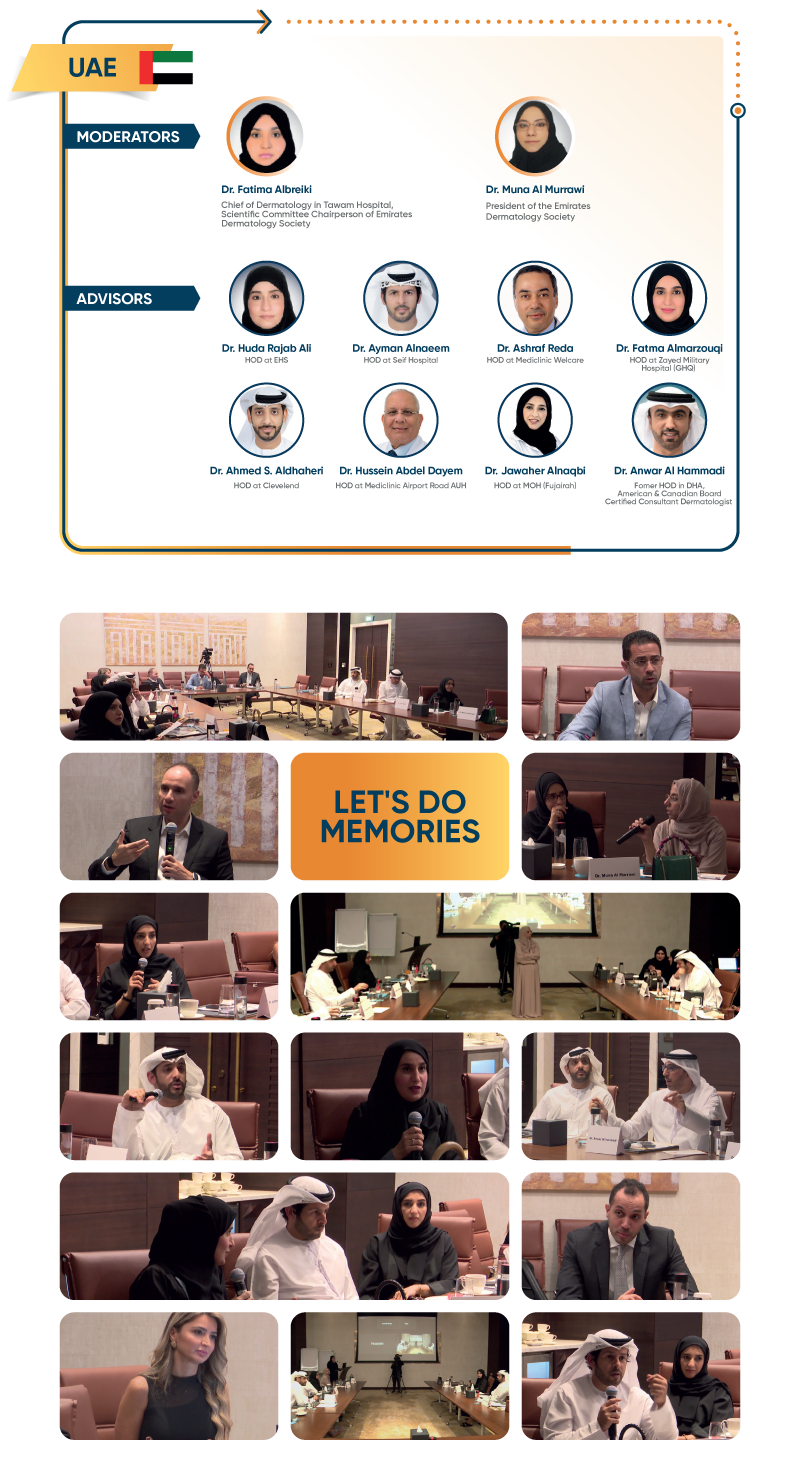 UAE
MODERATORS
Dr. Fatima Albreiki
Chief of Dermatology in Tawam Hospital,
Scientific Committee Chairperson of Emirates
Dermatology Society
Dr. Muna Al Murrawi
President of the Emirates
Dermatology Society
ADVISORS
Dr. Huda Rajab Ali
HOD at EHS
Dr. Ayman Alnaeem
HOD at Seif Hospital
Dr. Ashraf Reda
HOD at Mediclinic Welcare
Dr. Fatma Almarzouqi
HOD at Zayed Military
Hospital (GHQ)
Dr. Ahmed S. Aldhaheri
HOD at Clevelend
Dr. Hussein Abdel Dayem
HOD at Mediclinic Airport Road AUH
Dr. Jawaher Alnaqbi
HOD at MOH (Fujairah)
Dr. Anwar Al Hammadi
Fomer HOD in DHA,
American & Canadian Board
Certified Consultant Dermatologist
LET'S DO
MEMORIES